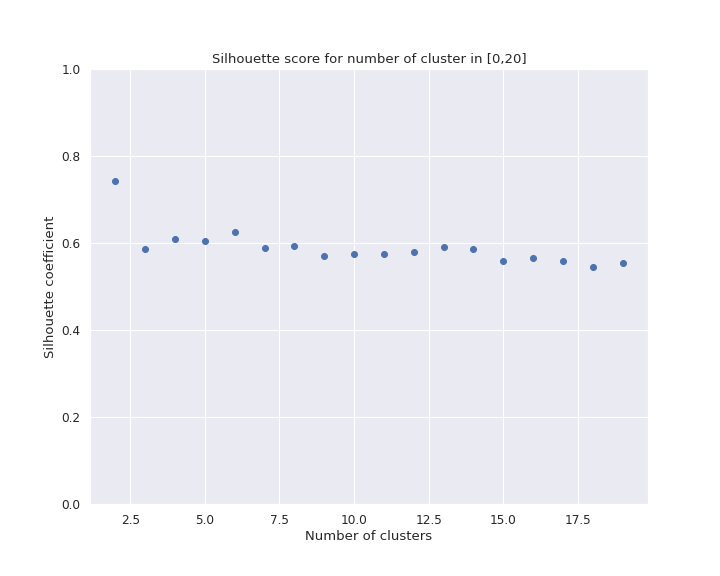 Silhouette score for number of cluster in [0,20]
1.0
0.8
0.6
0.4
0.2
0.0
Silhouette coefficient
2.5 5.0 7.5 10.0 12.5 15.0 17.5
Number of clusters